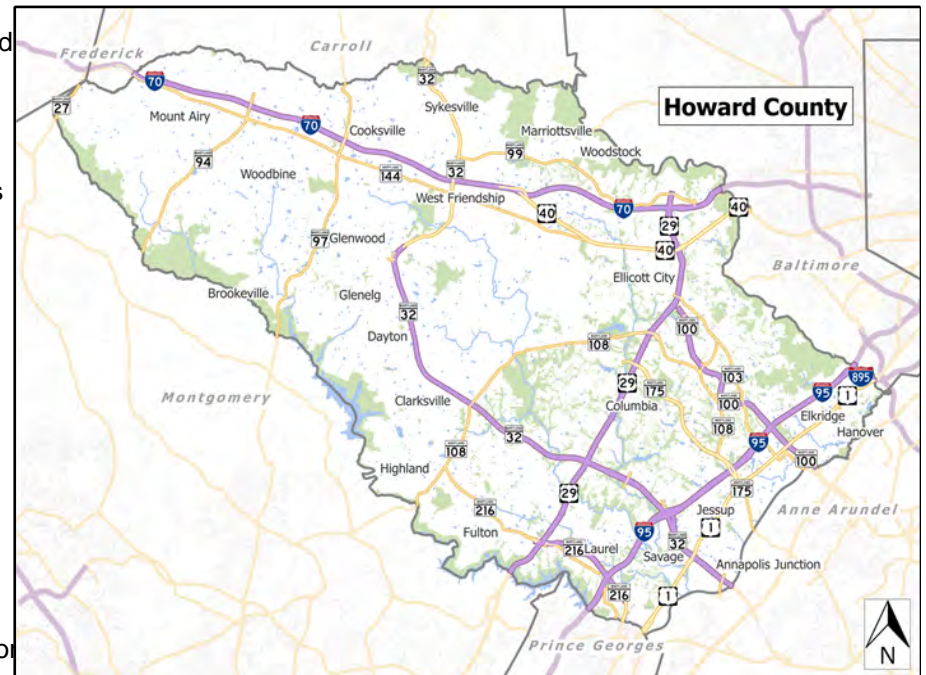 d
s
or
Howard County
Frederick
Carroll
32
70
27
Mount Airy
Sykesville
70
Cooksville
Marriottsville
99
Woodstock
94
Woodbine
144
32
West Friendship
40
70
40
29
97
Glenwood
40
Baltimore
Ellicott City
Brookeville
Glenelg
32
Dayton
100
108
103
895
95
1
Montgomery
29
175
Columbia
100
Elkridge
Clarksville
108
Hanover
32
95
108
100
Highland
175
29
216
Jessup
Anne Arundel
Fulton
95
1
32
216
Laurel
Savage
Annapolis Junction
216
1
Prince Georges
N